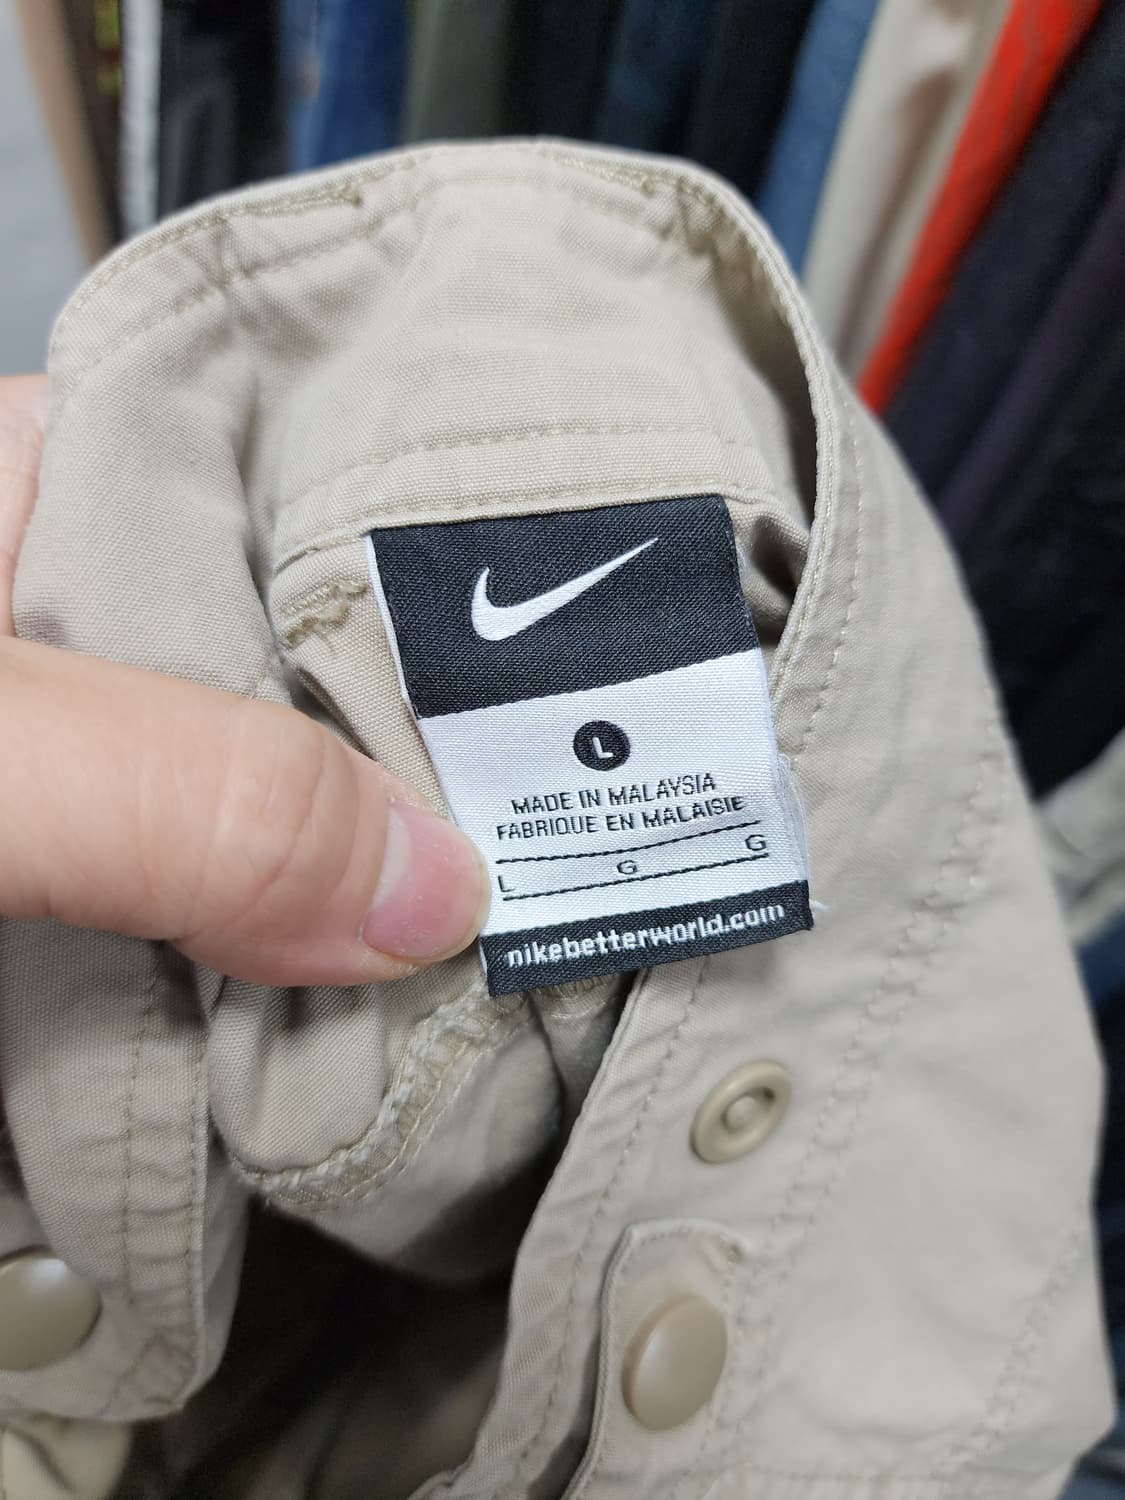 L
MADE IN MALAYSIA
FABRIQUE EN MALAISIE
L G G
nikebetterworld.com